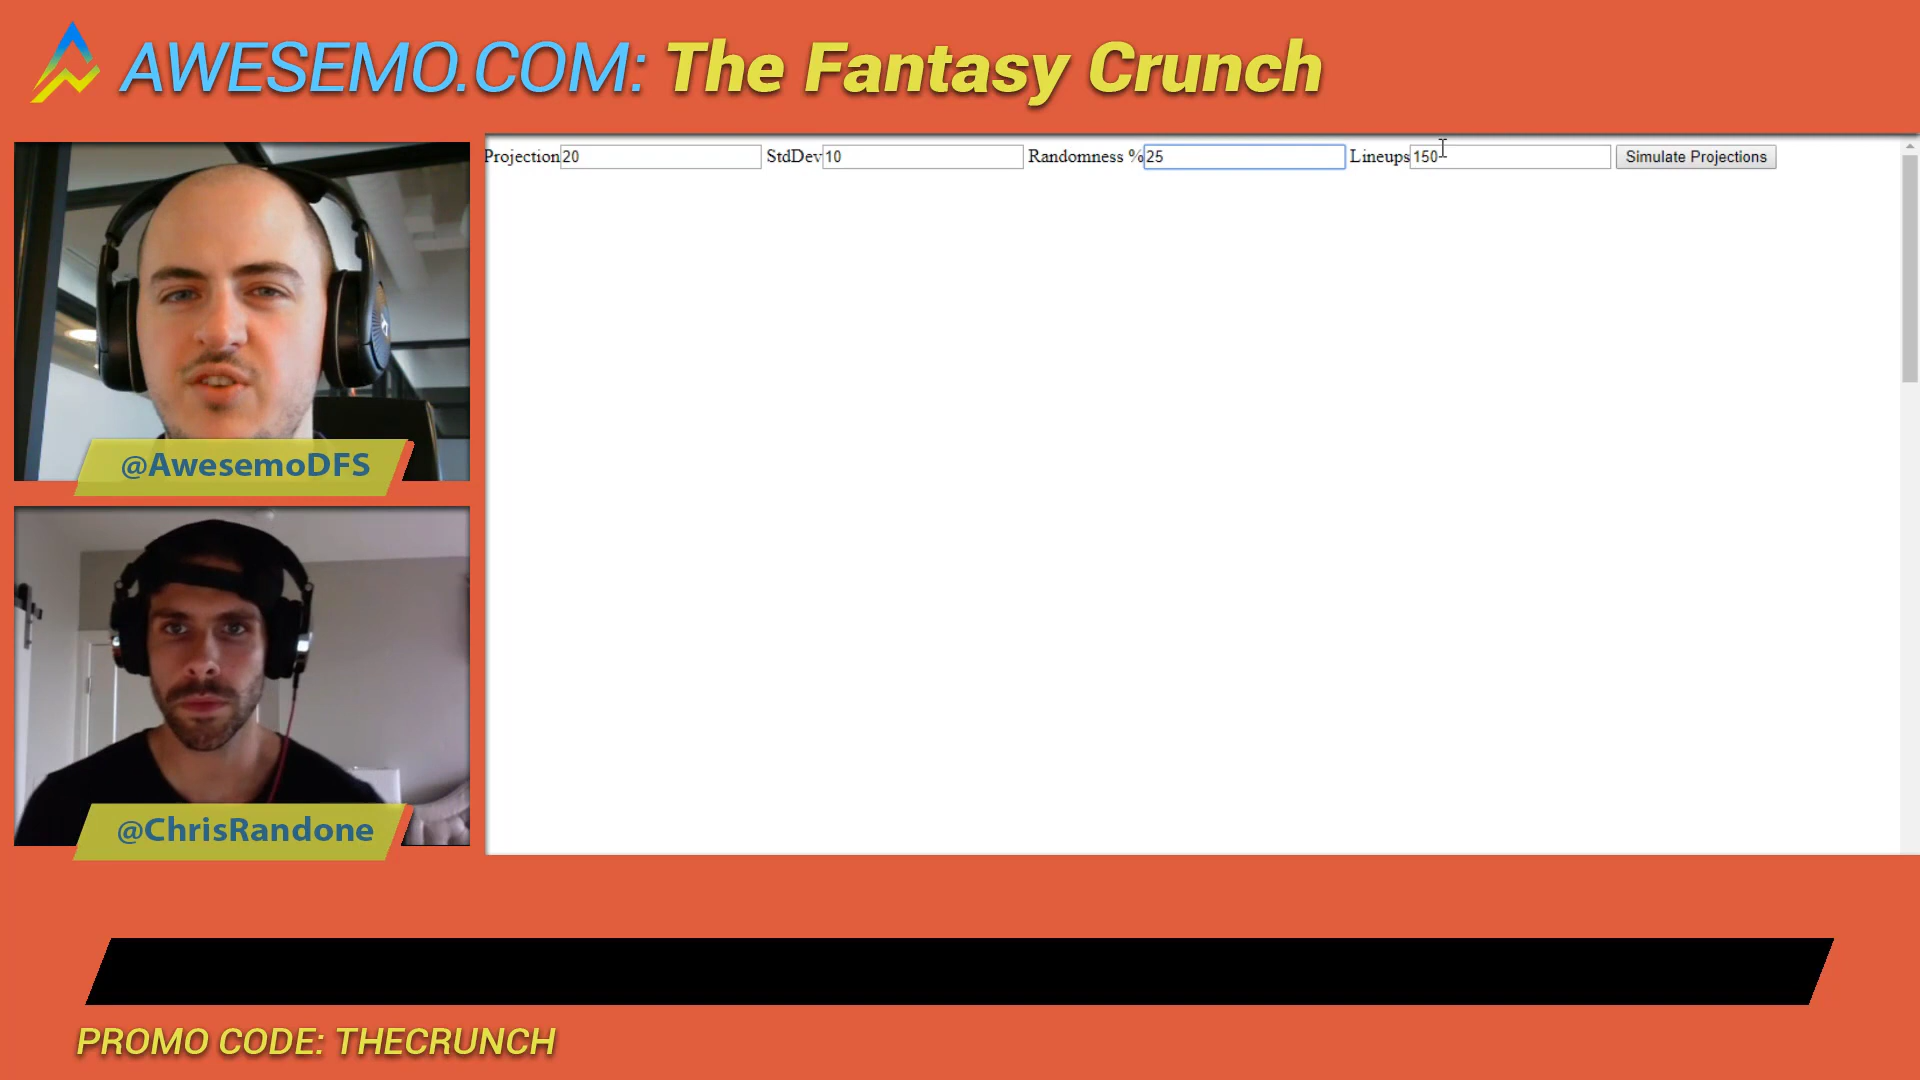 AWESEMO.COM: The Fantasy Crunch
Projection 20 StdDev 10 Randomness % 25 Lineups 150 Simulate Projections
@AwesemoDFS
@ChrisRandone
PROMO CODE: THECRUNCH